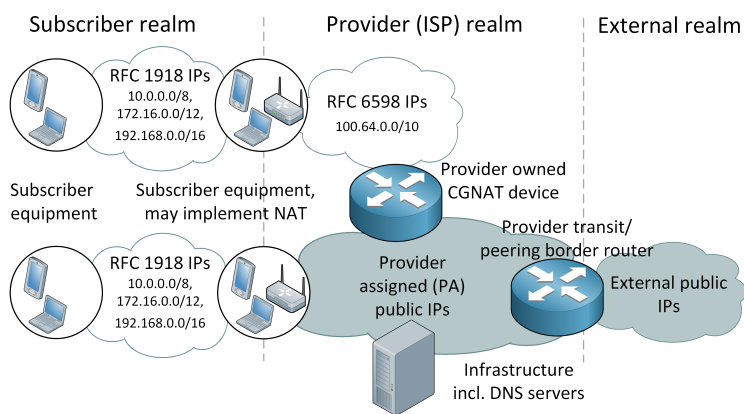 Subscriber realm
Provider (ISP) realm
External realm
RFC 1918 IPs
10.0.0.0/8,
172.16.0.0/12,
192.168.0.0/16
RFC 6598 IPs
100.64.0.0/10
Provider owned
CGNAT device
Subscriber
equipment
Subscriber equipment,
may implement NAT
Provider transit/
peering border router
RFC 1918 IPs
10.0.0.0/8,
172.16.0.0/12,
192.168.0.0/16
Provider
assigned (PA)
public IPs
External public
IPs
Infrastructure
incl. DNS servers